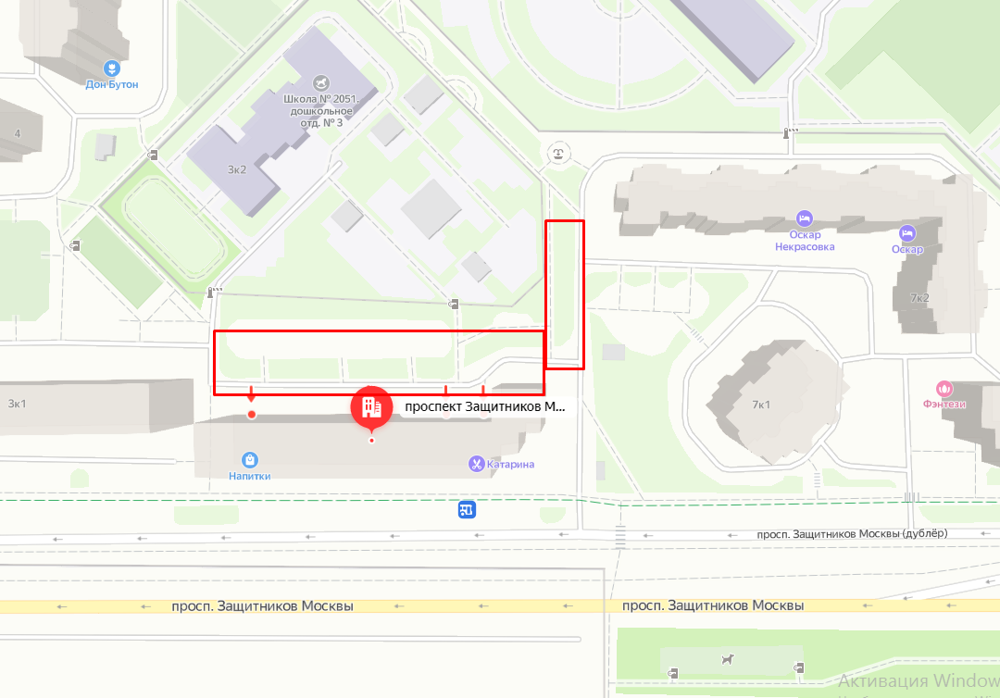 Дон Бутон
Школа № 2051,
дошкольное
отд. № 3
4
3к2
Оскар
Некрасовка
Оскар
7к2
3к1
проспект Защитников М...
7к1
Фэнтези
Напитки
Катарина
просп. Защитников Москвы (дублёр)
просп. Защитников Москвы
просп. Защитников Москвы
Активация Window